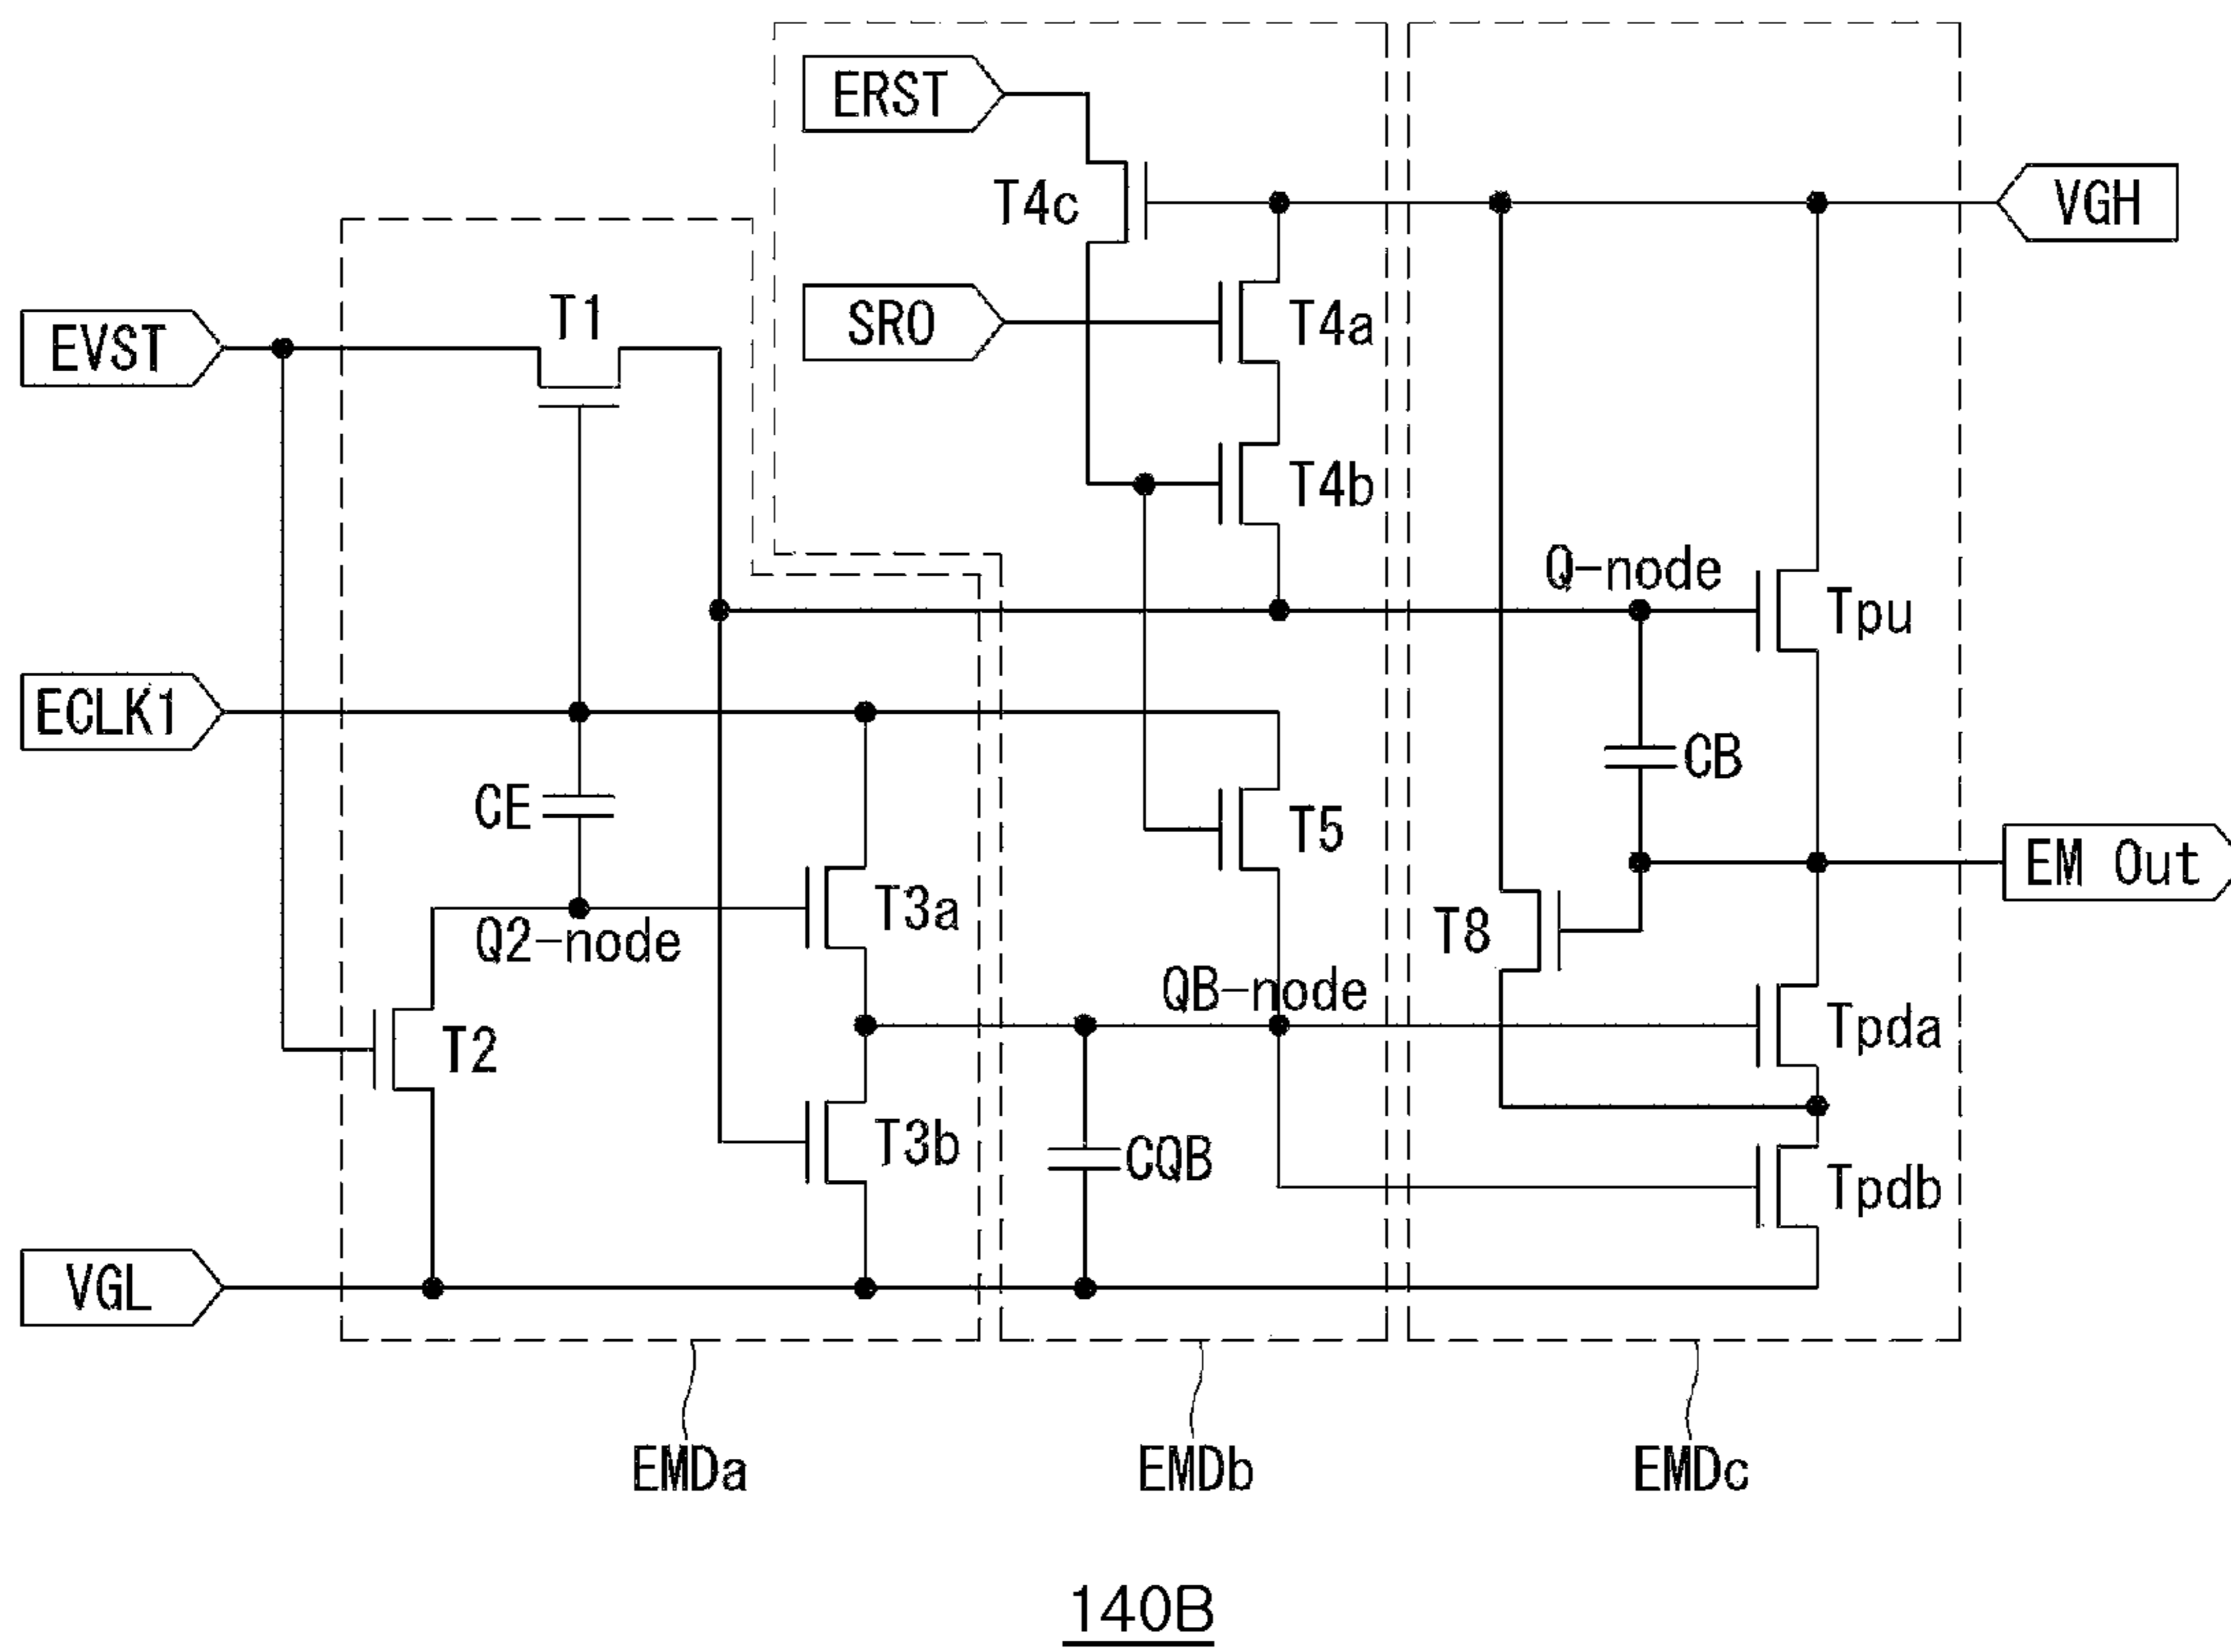 ERST
T4c
VGH
T1
SRO
T4a
EVST
T4b
Q-node
Tpu
ECLK1
CB
CE
T5
EM Out
T3a
T8
Q2-node
QB-node
Tpda
T2
T3b
CQB
Tpdb
VGL
EMDa
EMDb
EMDc
140B